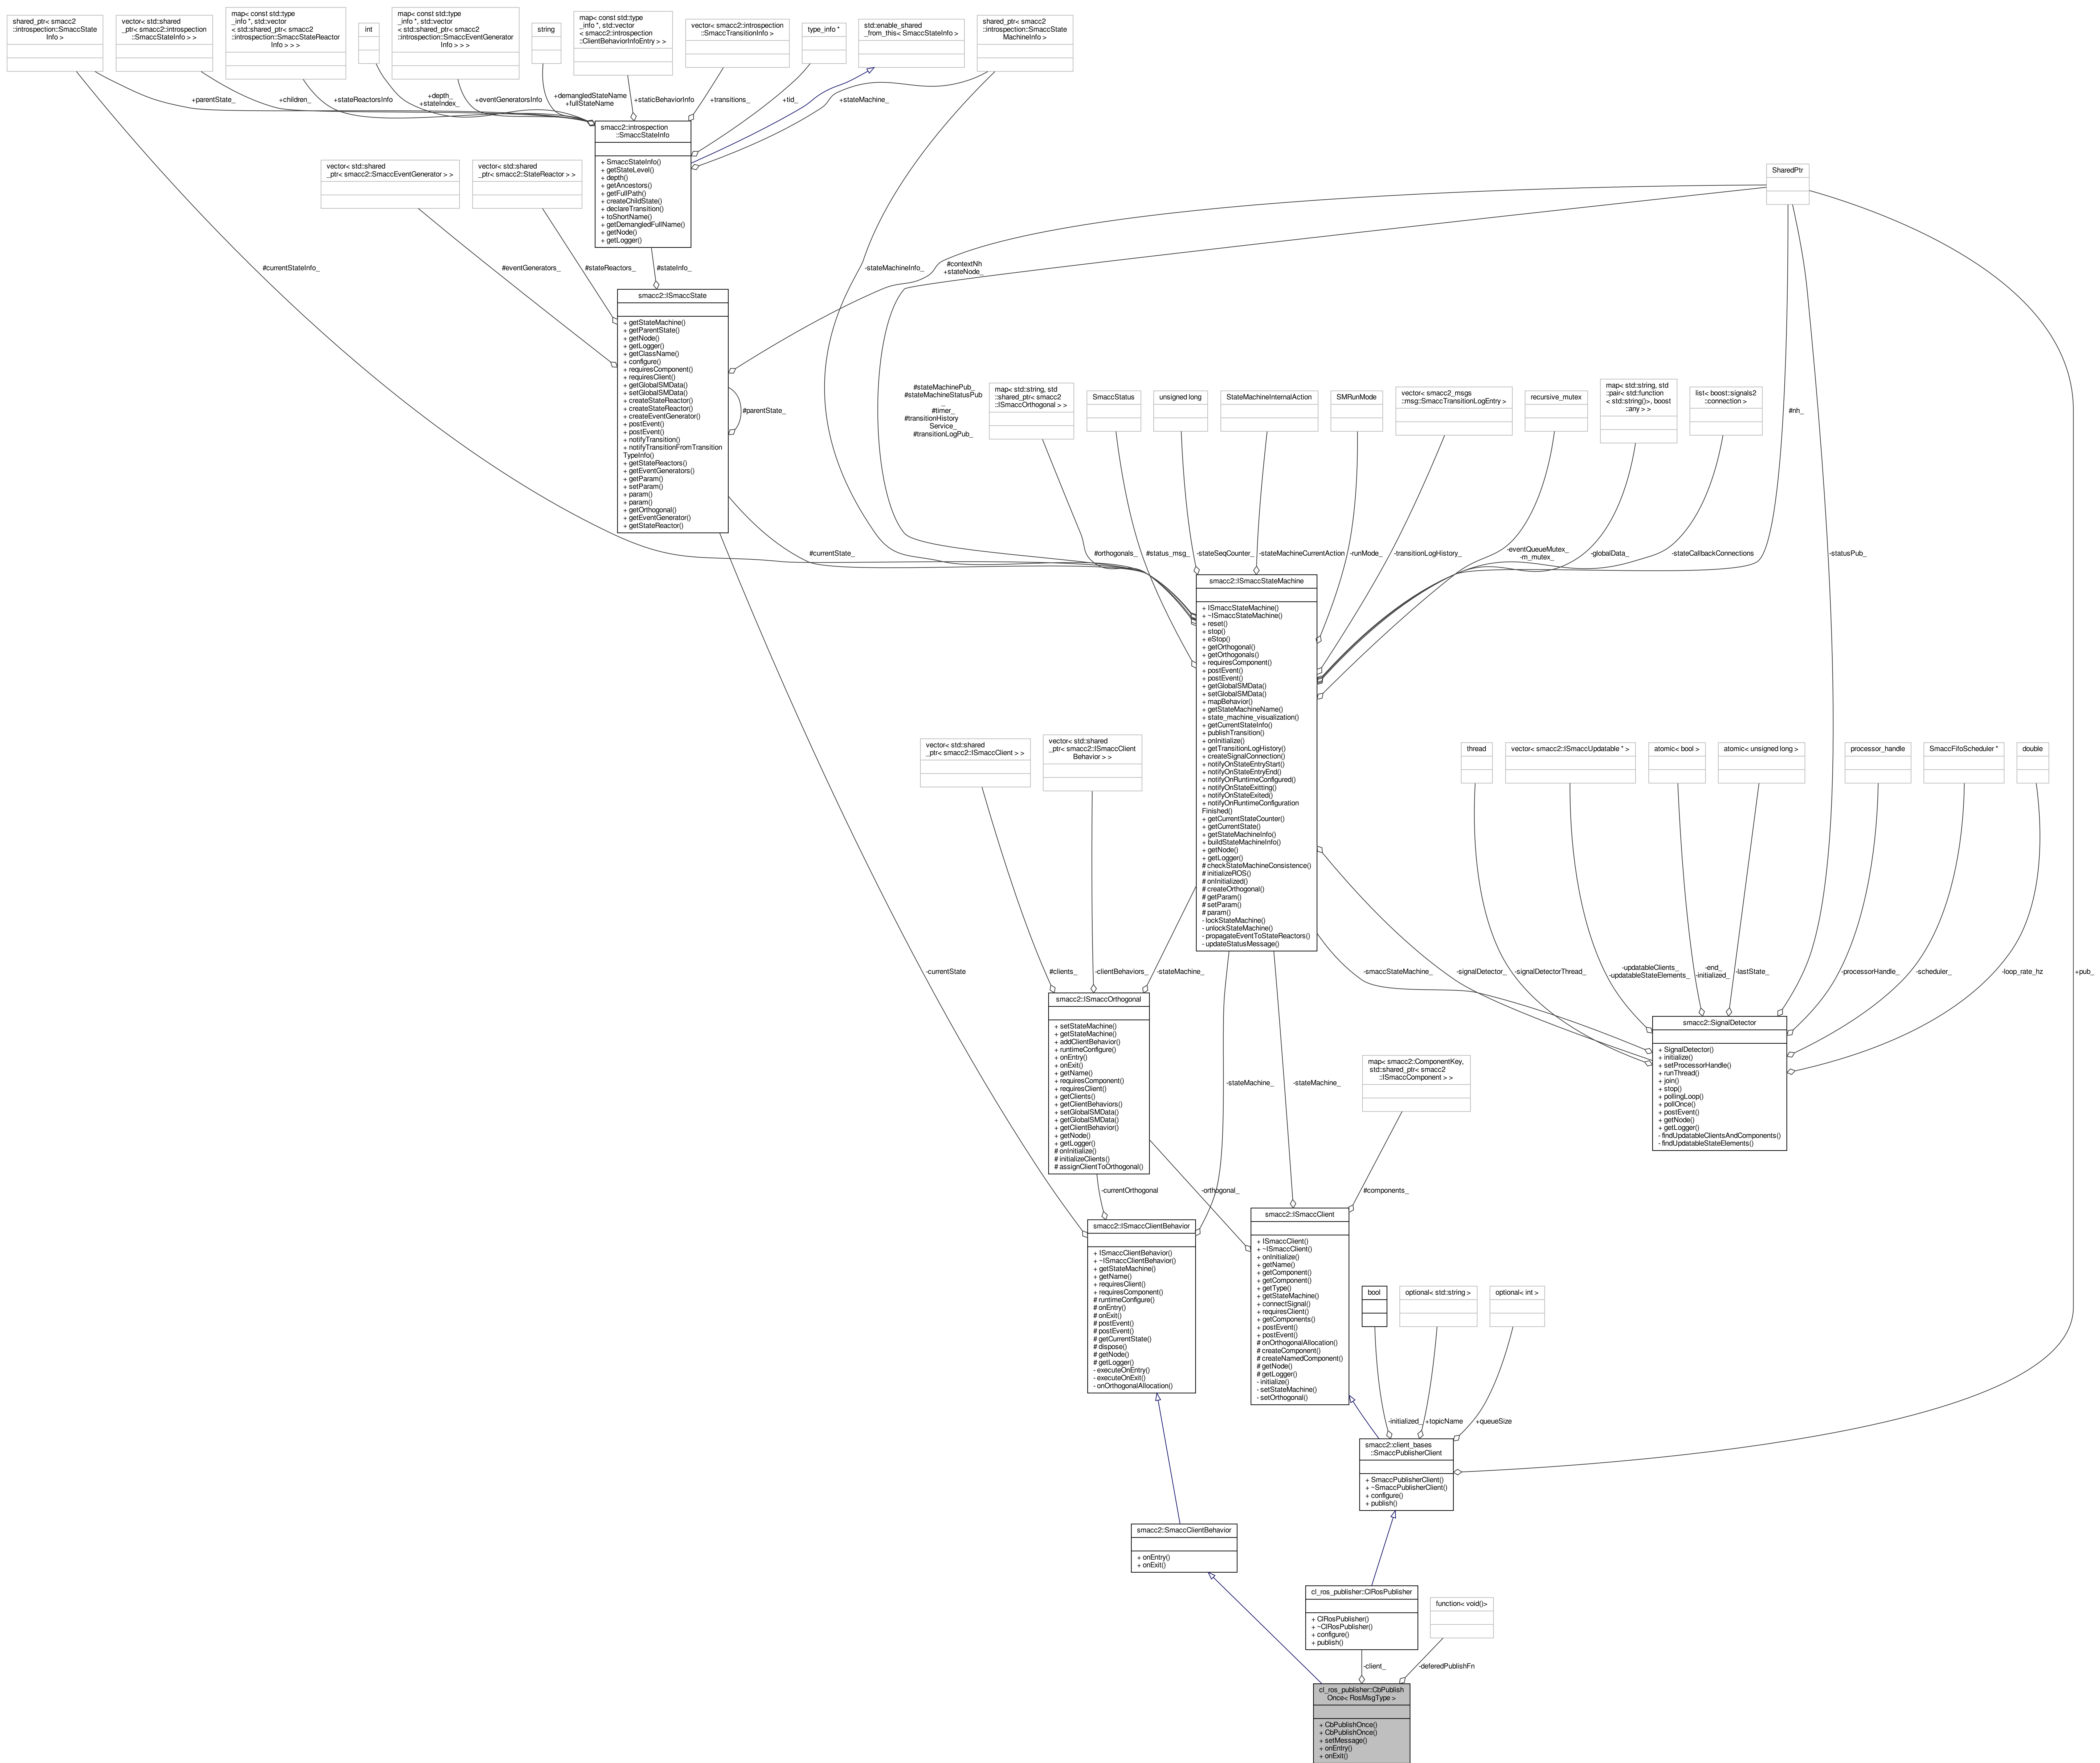 shared_ptr< smacc2
::introspection::SmaccState
Info >
vector< std::shared
_ptr< smacc2::introspection
::SmaccStateInfo > >
map< const std::type
_info *, std::vector
< std::shared_ptr< smacc2
::introspection::SmaccStateReactor
Info > > >
int
map< const std::type
_info *, std::vector
< std::shared_ptr< smacc2
::introspection::SmaccEventGenerator
Info > > >
string
map< const std::type
_info *, std::vector
< smacc2::introspection
::ClientBehaviorInfoEntry > >
vector< smacc2::introspection
::SmaccTransitionInfo >
type_info *
std::enable_shared
_from_this< SmaccStateInfo >
shared_ptr< smacc2
::introspection::SmaccState
MachineInfo >
+parentState_
+children_
+stateReactorsInfo
+depth_
+stateIndex_
+eventGeneratorsInfo
+demangledStateName
+fullStateName
+staticBehaviorInfo
+transitions_
+tid_
+stateMachine_
smacc2::introspection
::SmaccStateInfo
+ SmaccStateInfo()
+ getStateLevel()
+ depth()
+ getAncestors()
+ getFullPath()
+ createChildState()
+ declareTransition()
+ toShortName()
+ getDemangledFullName()
+ getNode()
+ getLogger()
vector< std::shared
_ptr< smacc2::SmaccEventGenerator > >
vector< std::shared
_ptr< smacc2::StateReactor > >
SharedPtr
#currentStateInfo_
#eventGenerators_
#stateReactors_
#stateInfo_
-stateMachineInfo_
#contextNh
+stateNode_
smacc2::ISmaccState
+ getStateMachine()
+ getParentState()
+ getNode()
+ getLogger()
+ getClassName()
+ configure()
+ requiresComponent()
+ requiresClient()
+ getGlobalSMData()
+ setGlobalSMData()
+ createStateReactor()
+ createStateReactor()
+ createEventGenerator()
+ postEvent()
+ postEvent()
+ notifyTransition()
+ notifyTransitionFromTransition
TypeInfo()
+ getStateReactors()
+ getEventGenerators()
+ getParam()
+ setParam()
+ param()
+ param()
+ getOrthogonal()
+ getEventGenerator()
+ getStateReactor()
#parentState_
#stateMachinePub_
#stateMachineStatusPub
_
#timer_
#transitionHistory
Service_
#transitionLogPub_
map< std::string, std
::shared_ptr< smacc2
::ISmaccOrthogonal > >
SmaccStatus
unsigned long
StateMachineInternalAction
SMRunMode
vector< smacc2_msgs
::msg::SmaccTransitionLogEntry >
recursive_mutex
map< std::string, std
::pair< std::function
< std::string()>, boost
::any > >
list< boost::signals2
::connection >
#nh_
#currentState_
#orthogonals_
#status_msg_
-stateSeqCounter_
-stateMachineCurrentAction
-runMode_
-transitionLogHistory_
-eventQueueMutex_
-m_mutex_
-globalData_
-stateCallbackConnections
-statusPub_
smacc2::ISmaccStateMachine
+ ISmaccStateMachine()
+ ~ISmaccStateMachine()
+ reset()
+ stop()
+ eStop()
+ getOrthogonal()
+ getOrthogonals()
+ requiresComponent()
+ postEvent()
+ postEvent()
+ getGlobalSMData()
+ setGlobalSMData()
+ mapBehavior()
+ getStateMachineName()
+ state_machine_visualization()
+ getCurrentStateInfo()
+ publishTransition()
+ onInitialize()
+ getTransitionLogHistory()
+ createSignalConnection()
+ notifyOnStateEntryStart()
+ notifyOnStateEntryEnd()
+ notifyOnRuntimeConfigured()
+ notifyOnStateExitting()
+ notifyOnStateExited()
+ notifyOnRuntimeConfiguration
Finished()
+ getCurrentStateCounter()
+ getCurrentState()
+ getStateMachineInfo()
+ buildStateMachineInfo()
+ getNode()
+ getLogger()
# checkStateMachineConsistence()
# initializeROS()
# onInitialized()
# createOrthogonal()
# getParam()
# setParam()
# param()
- lockStateMachine()
- unlockStateMachine()
- propagateEventToStateReactors()
- updateStatusMessage()
vector< std::shared
_ptr< smacc2::ISmaccClient > >
vector< std::shared
_ptr< smacc2::ISmaccClient
Behavior > >
thread
vector< smacc2::ISmaccUpdatable * >
atomic< bool >
atomic< unsigned long >
processor_handle
SmaccFifoScheduler *
double
-currentState
#clients_
-clientBehaviors_
-stateMachine_
-smaccStateMachine_
-signalDetector_
-signalDetectorThread_
-updatableClients_
-updatableStateElements_
-end_
-initialized_
-lastState_
-processorHandle_
-scheduler_
-loop_rate_hz
+pub_
smacc2::ISmaccOrthogonal
+ setStateMachine()
+ getStateMachine()
+ addClientBehavior()
+ runtimeConfigure()
+ onEntry()
+ onExit()
+ getName()
+ requiresComponent()
+ requiresClient()
+ getClients()
+ getClientBehaviors()
+ setGlobalSMData()
+ getGlobalSMData()
+ getClientBehavior()
+ getNode()
+ getLogger()
# onInitialize()
# initializeClients()
# assignClientToOrthogonal()
smacc2::SignalDetector
+ SignalDetector()
+ initialize()
+ setProcessorHandle()
+ runThread()
+ join()
+ stop()
+ pollingLoop()
+ pollOnce()
+ postEvent()
+ getNode()
+ getLogger()
- findUpdatableClientsAndComponents()
- findUpdatableStateElements()
-stateMachine_
-stateMachine_
map< smacc2::ComponentKey,
std::shared_ptr< smacc2
::ISmaccComponent > >
-currentOrthogonal
-orthogonal_
#components_
smacc2::ISmaccClientBehavior
+ ISmaccClientBehavior()
+ ~ISmaccClientBehavior()
+ getStateMachine()
+ getName()
+ requiresClient()
+ requiresComponent()
# runtimeConfigure()
# onEntry()
# onExit()
# postEvent()
# postEvent()
# getCurrentState()
# dispose()
# getNode()
# getLogger()
- executeOnEntry()
- executeOnExit()
- onOrthogonalAllocation()
smacc2::ISmaccClient
+ ISmaccClient()
+ ~ISmaccClient()
+ onInitialize()
+ getName()
+ getComponent()
+ getComponent()
+ getType()
+ getStateMachine()
+ connectSignal()
+ requiresClient()
+ getComponents()
+ postEvent()
+ postEvent()
# onOrthogonalAllocation()
# createComponent()
# createNamedComponent()
# getNode()
# getLogger()
- initialize()
- setStateMachine()
- setOrthogonal()
bool
optional< std::string >
optional< int >
-initialized_
+topicName
+queueSize
smacc2::client_bases
::SmaccPublisherClient
+ SmaccPublisherClient()
+ ~SmaccPublisherClient()
+ configure()
+ publish()
smacc2::SmaccClientBehavior
+ onEntry()
+ onExit()
cl_ros_publisher::ClRosPublisher
+ ClRosPublisher()
+ ~ClRosPublisher()
+ configure()
+ publish()
function< void()>
-client_
-deferedPublishFn
cl_ros_publisher::CbPublish
Once< RosMsgType >
+ CbPublishOnce()
+ CbPublishOnce()
+ setMessage()
+ onEntry()
+ onExit()